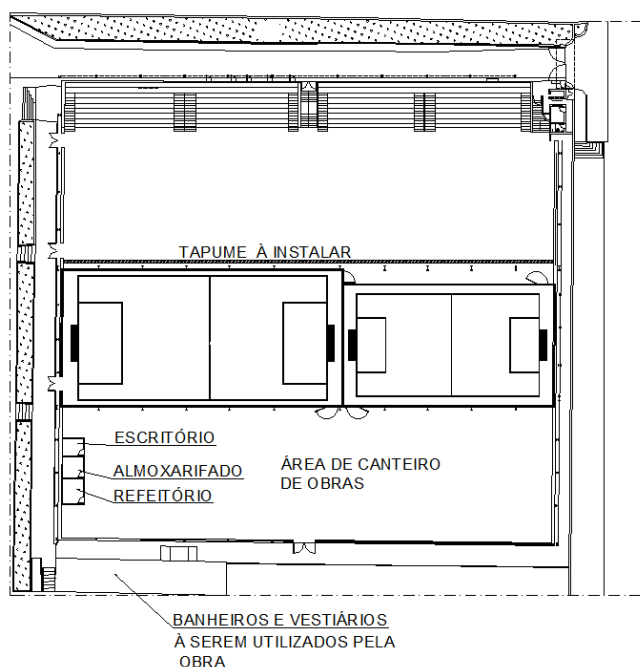 TAPUME À INSTALAR
ESCRITÓRIO
ALMOXARIFADO
REFEITÓRIO
ÁREA DE CANTEIRO
DE OBRAS
BANHEIROS E VESTIÁRIOS
À SEREM UTILIZADOS PELA
OBRA